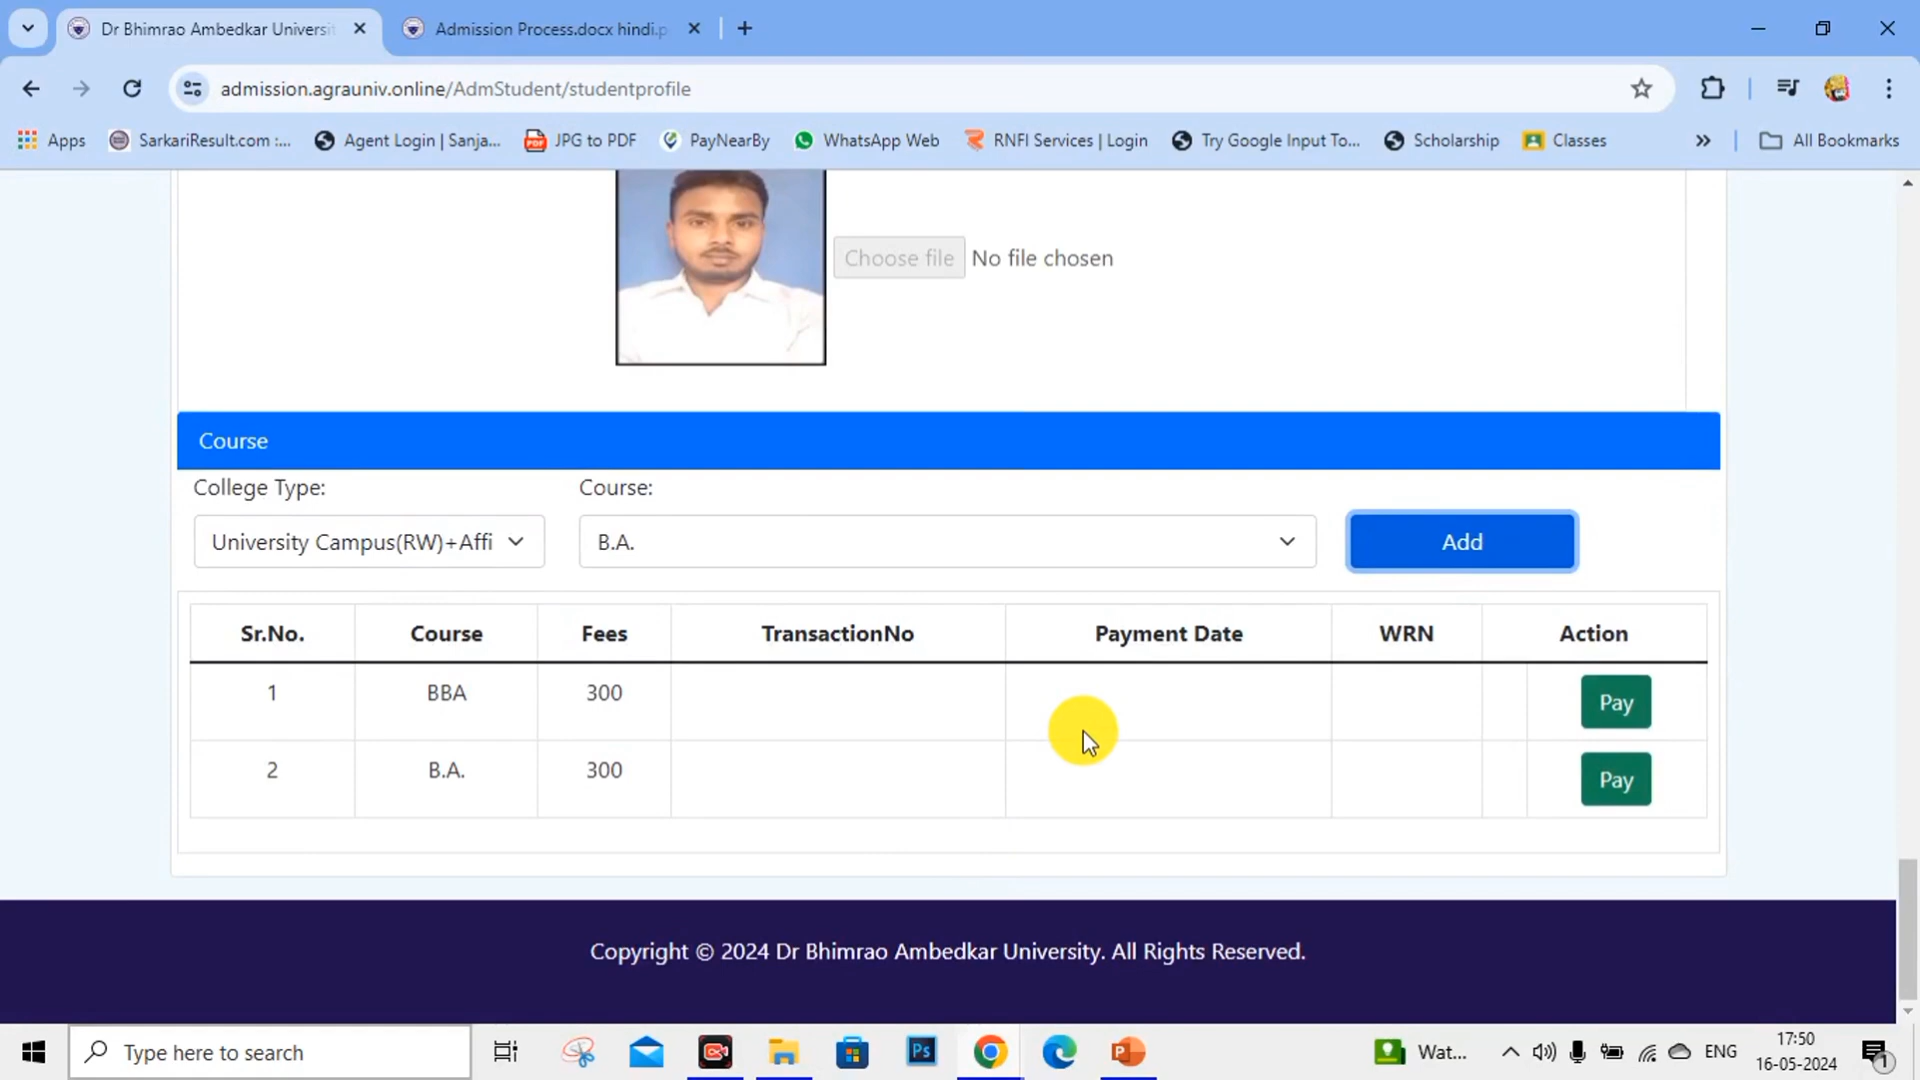 Dr Bhimrao Ambedkar Universit
Admission Process.docx hindi.p
admission.agrauniv.online/AdmStudent/studentprofile
Apps
SarkariResult.com :...
Agent Login | Sanja...
PDF
JPG to PDF
PayNearBy
WhatsApp Web
RNFI Services | Login
Try Google Input To...
Scholarship
Classes
All Bookmarks
Choose file No file chosen
Course
College Type: Course:
University Campus(RW)+Affi B.A. Add
Sr.No. Course Fees TransactionNo Payment Date WRN Action
1 BBA 300 Pay
2 B.A. 300 Pay
Copyright © 2024 Dr Bhimrao Ambedkar University. All Rights Reserved.
Type here to search
Ps
P
Wat...
ENG
17:50
16-05-2024
1